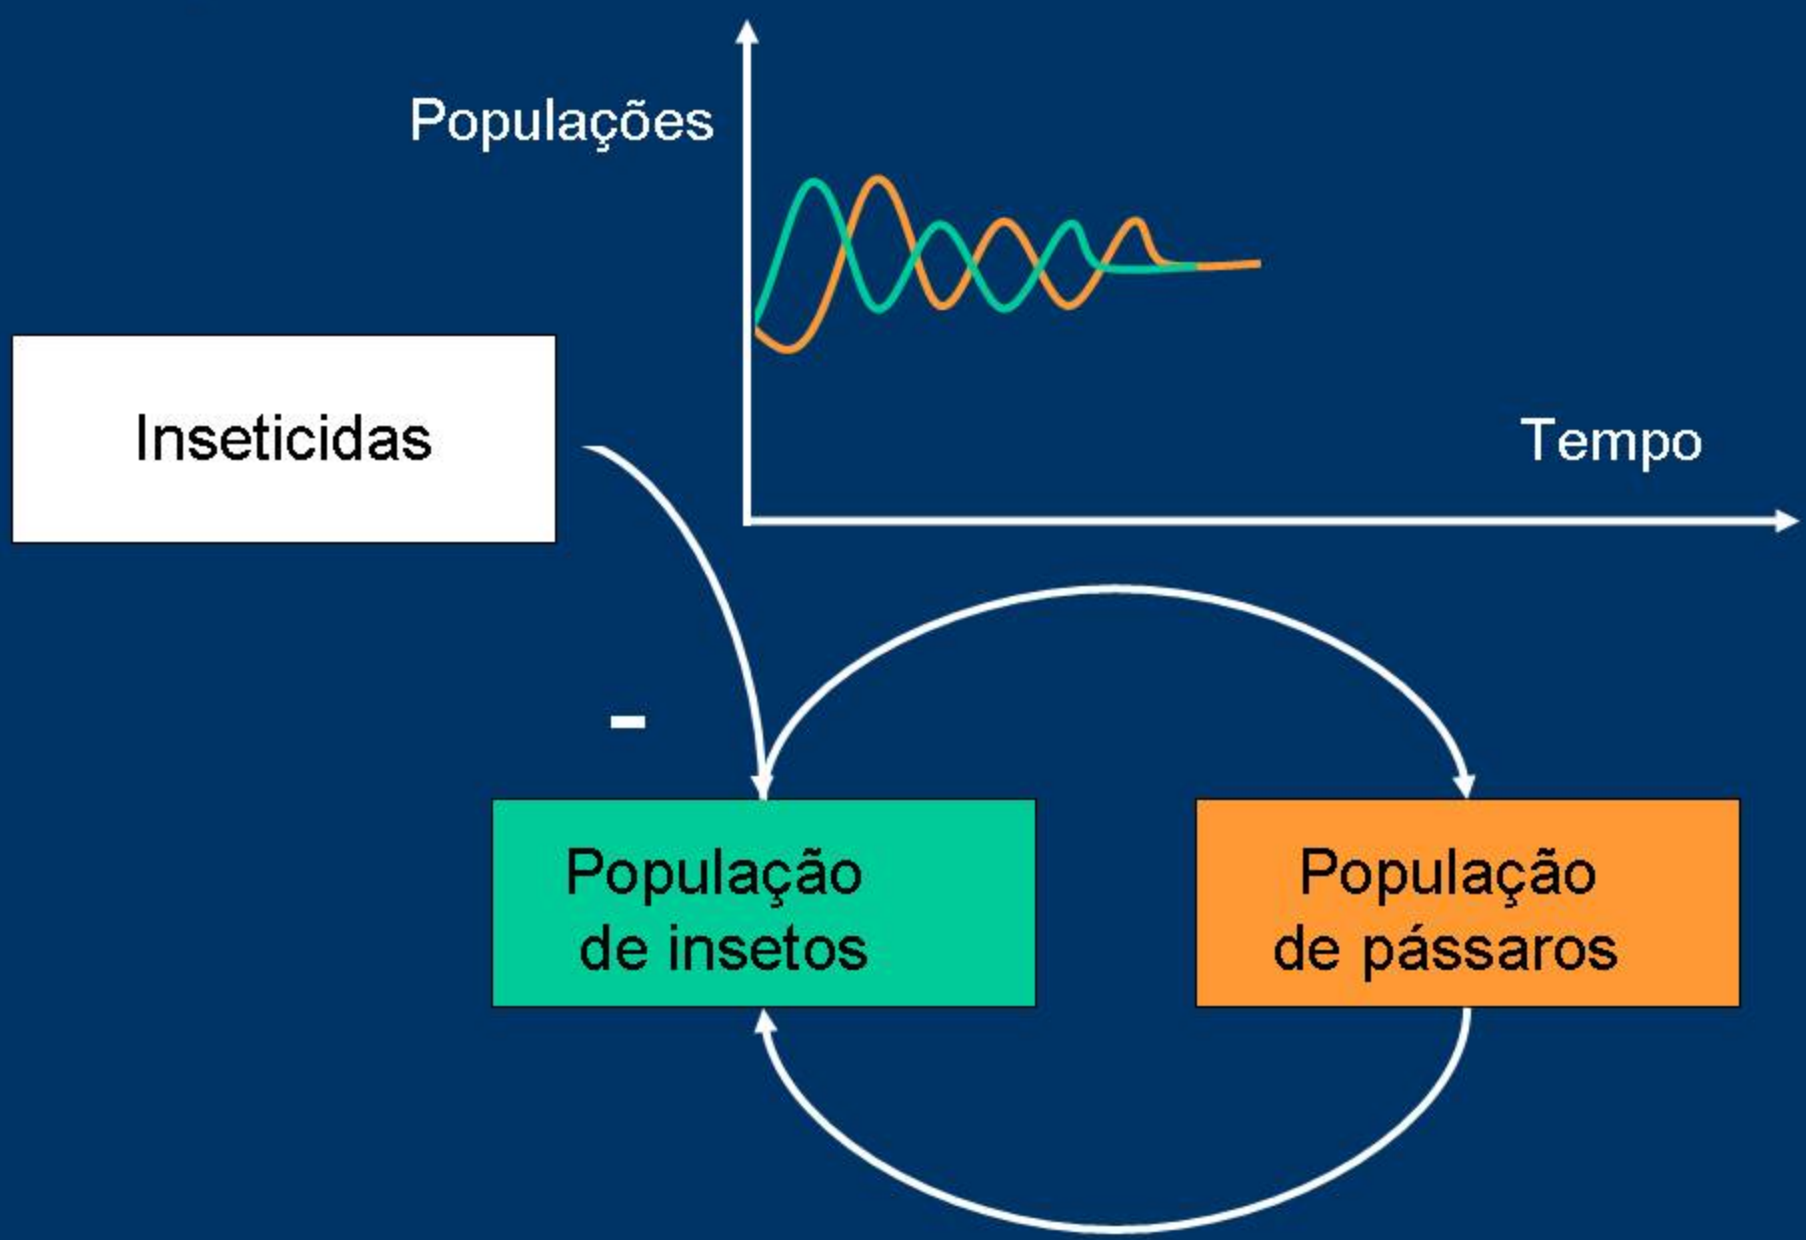 Populações
Inseticidas
Tempo
-
População
de insetos
População
de pássaros